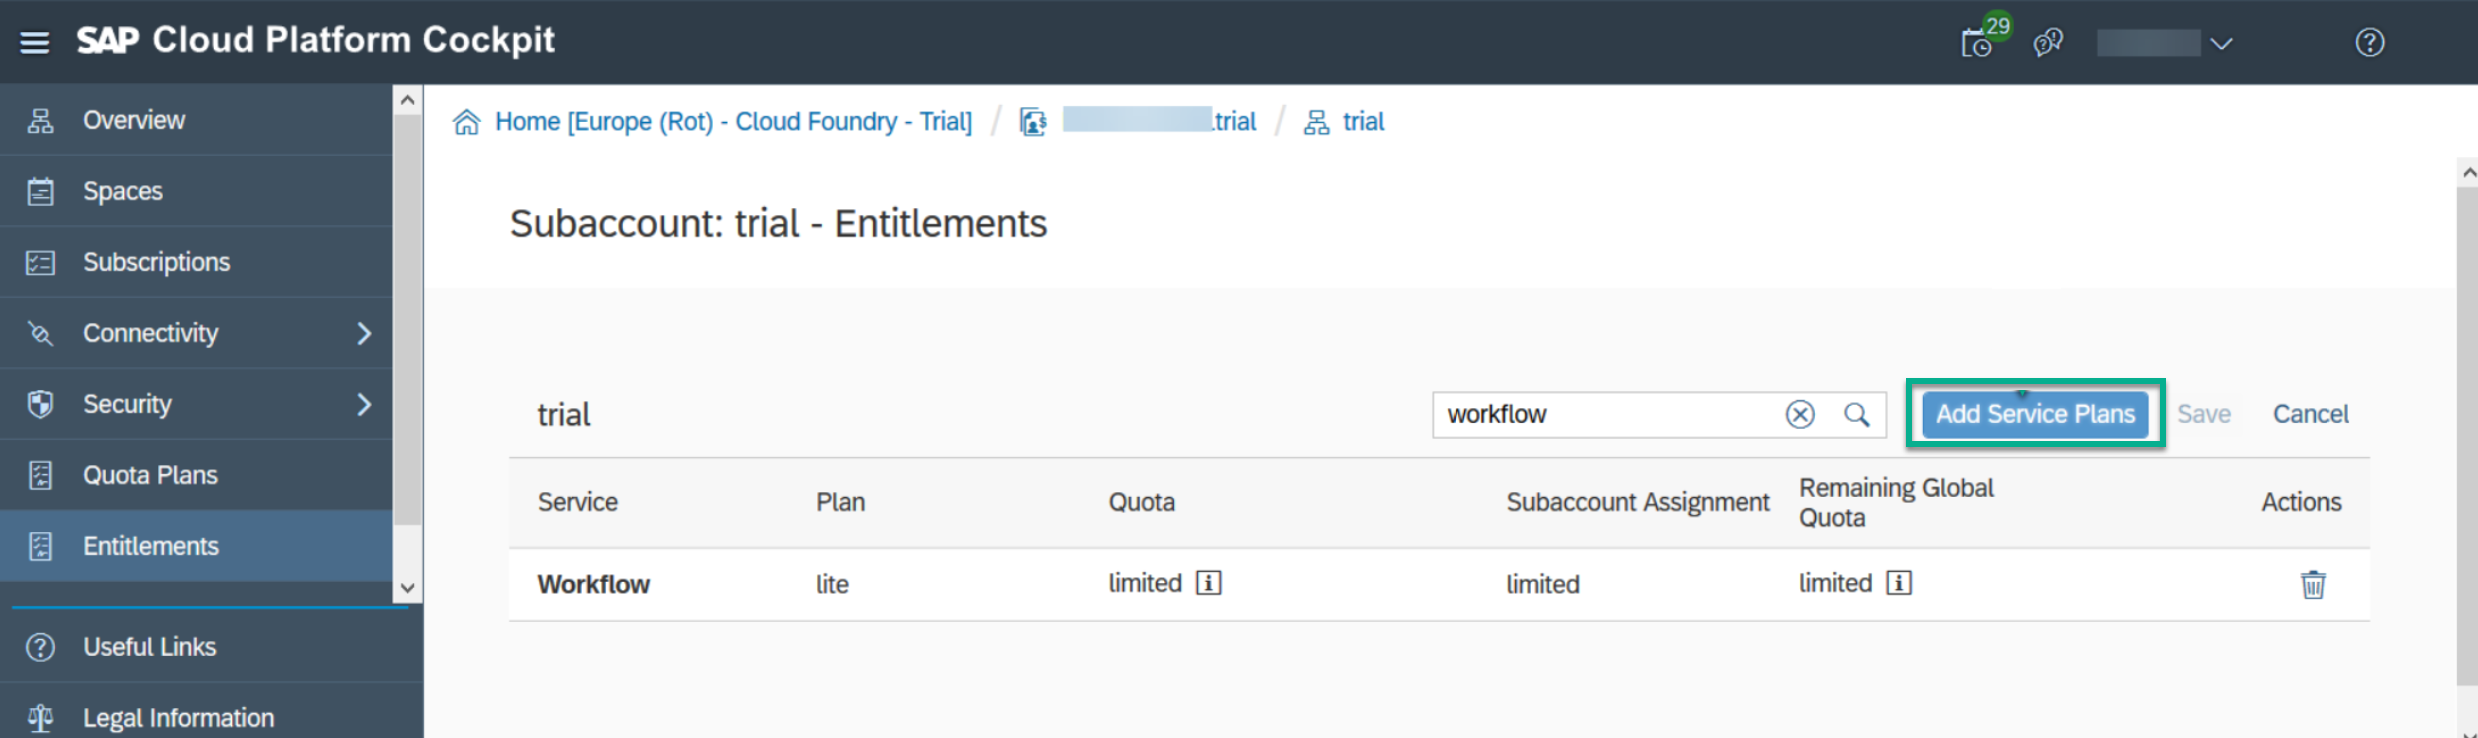 SAP Cloud Platform Cockpit
29
Overview
Spaces
Subscriptions
Connectivity
Security
Quota Plans
Entitlements
Useful Links
Legal Information
Home [Europe (Rot) - Cloud Foundry - Trial] / trial / trial
Subaccount: trial - Entitlements
trial
workflow
Add Service Plans
Save
Cancel
Service Plan Quota Subaccount Assignment Remaining Global Quota Actions
Workflow lite limited limited limited